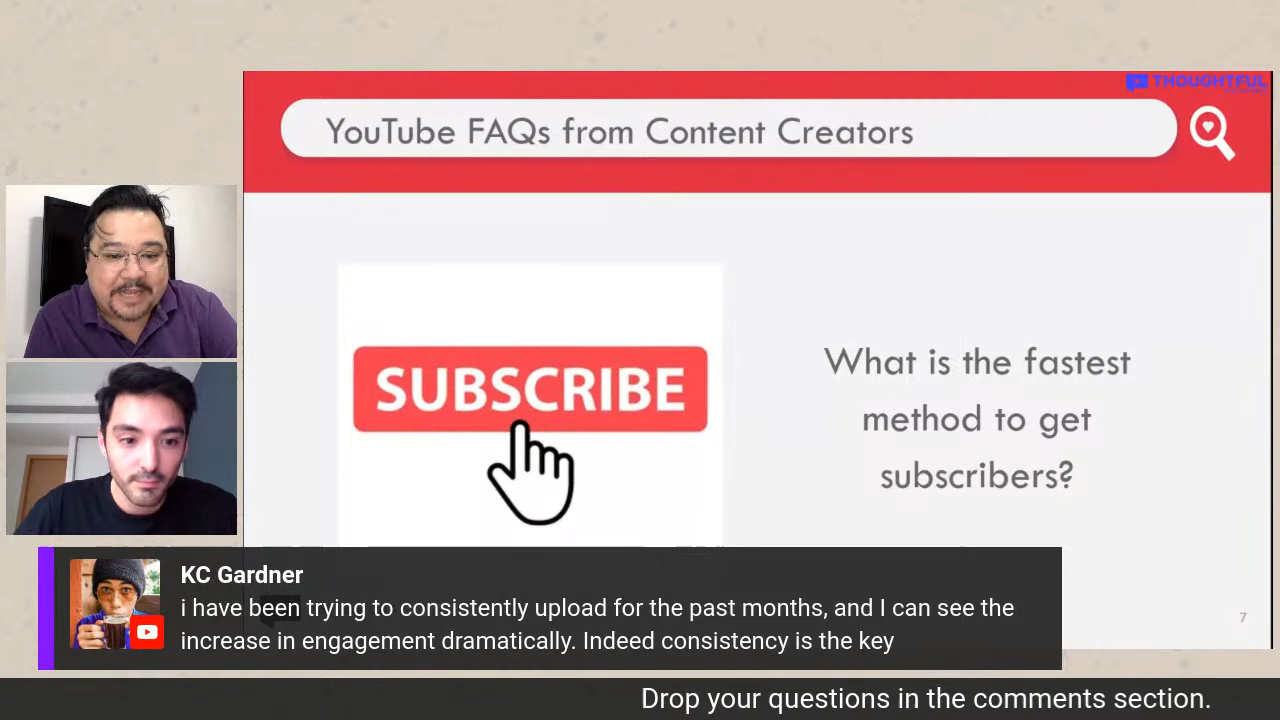 THOUGHTFUL
YouTube FAQs from Content Creators
SUBSCRIBE
What is the fastest
method to get
subscribers?
KC Gardner
i have been trying to consistently upload for the past months, and I can see the
increase in engagement dramatically. Indeed consistency is the key
7
Drop your questions in the comments section.